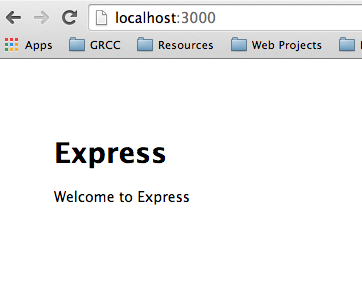 localhost:3000
Apps GRCC Resources Web Projects
Express
Welcome to Express